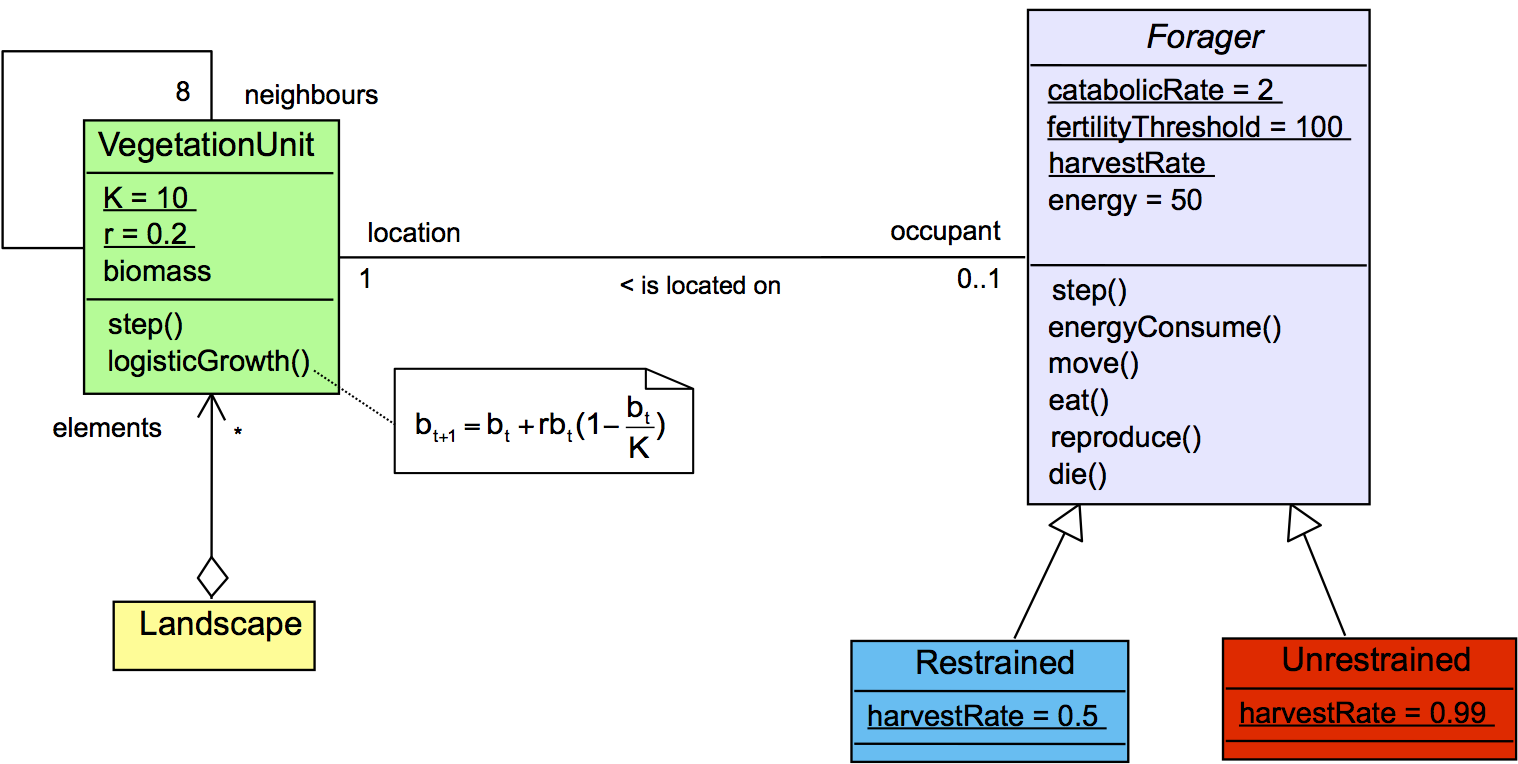 8
neighbours
VegetationUnit
K = 10
r = 0.2
biomass
step()
logisticGrowth()
location
1
< is located on
occupant
0..1
Forager
catabolicRate = 2
fertilityThreshold = 100
harvestRate
energy = 50
step()
energyConsume()
move()
eat()
reproduce()
die()
b_{t+1} = b_t + rb_t(1−\frac{b_t}{K})
elements
*
Landscape
Restrained
harvestRate = 0.5
Unrestrained
harvestRate = 0.99